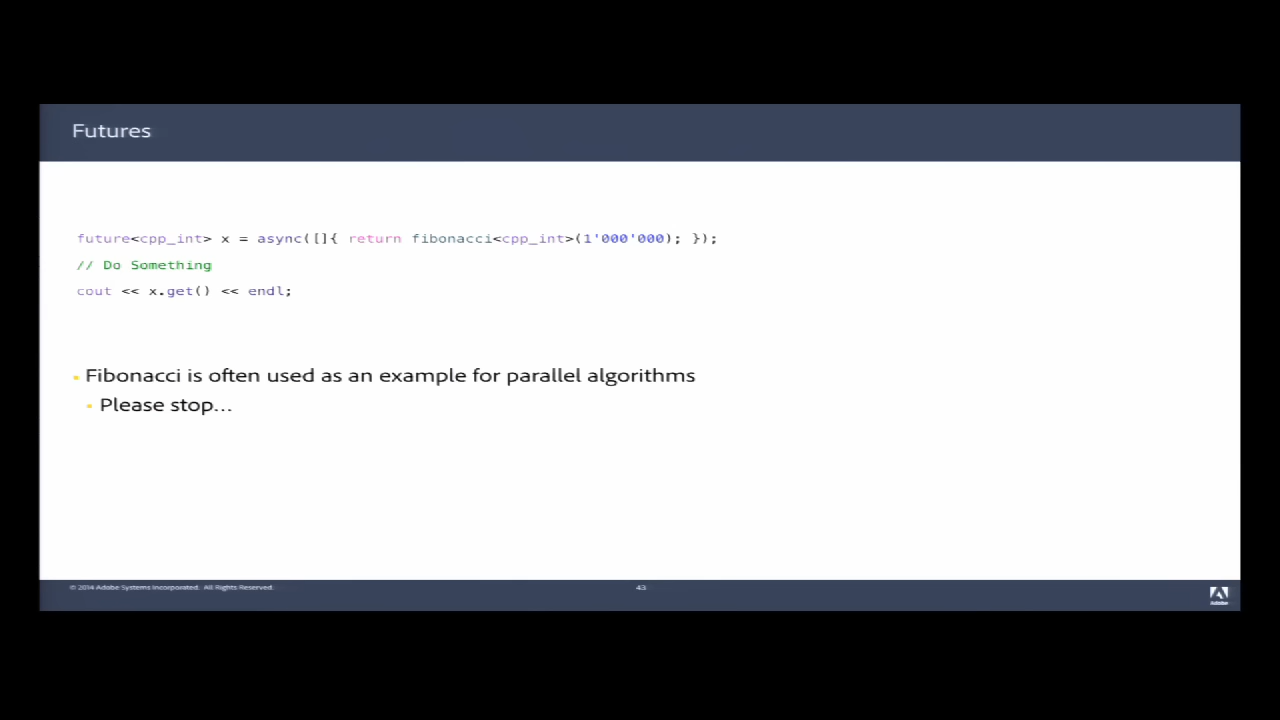 Futures
future<cpp_int> x = async([]{ return fibonacci<cpp_int>(1'000'000); });
// Do Something
cout << x.get() << endl;
Fibonacci is often used as an example for parallel algorithms
Please stop…
© 2014 Adobe Systems Incorporated. All Rights Reserved.
43
Adobe